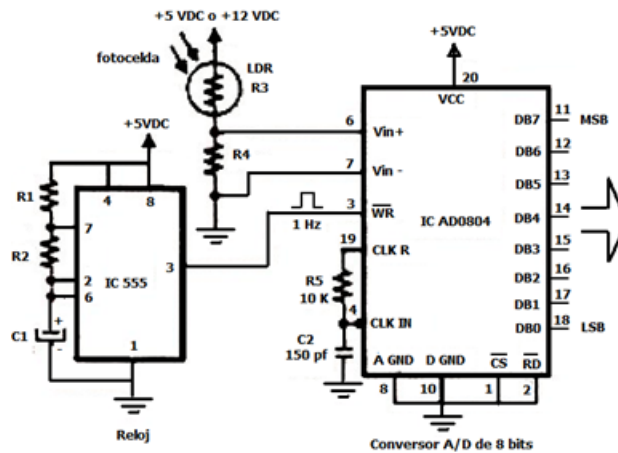 +5 VDC o +12 VDC
fotocelda
LDR
R3
+5VDC
20
VCC
+5VDC
6
Vin+
R4
7
Vin -
3
WR
1 Hz
19
CLK R
R5
10 K
4
CLK IN
C2
150 pf
IC AD0804
DB7
11
MSB
DB6
12
DB5
13
DB4
14
DB3
15
DB2
16
DB1
17
DB0
18
LSB
A GND
D GND
CS
RD
8
10
1
2
Conversor A/D de 8 bits
R1
4
8
7
R2
2
IC 555
3
6
C1
+
-
1
Reloj